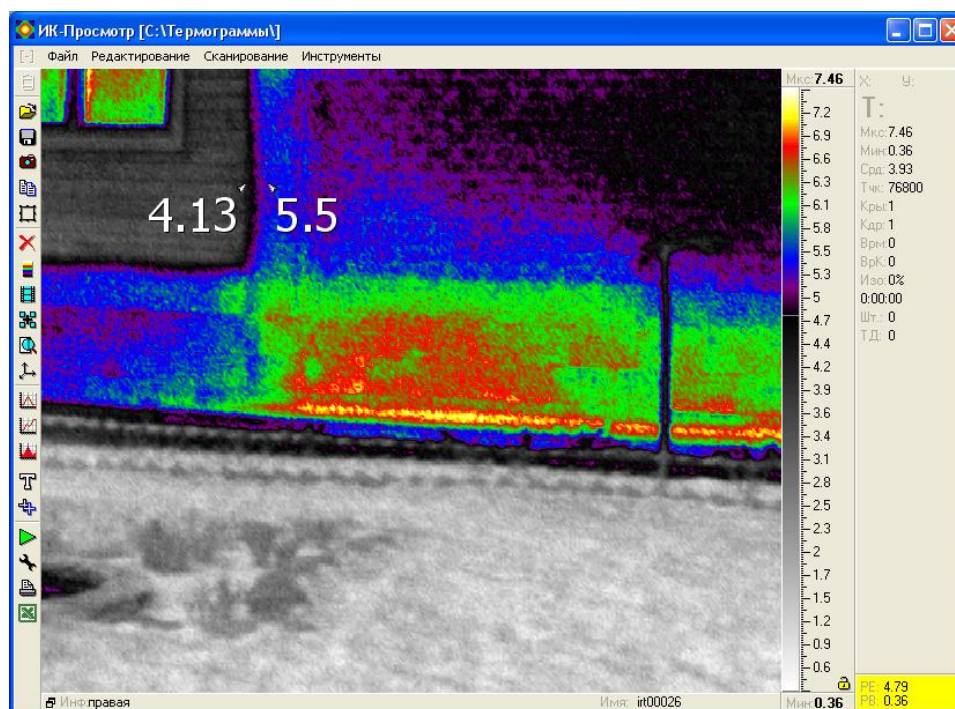 ИК-Просмотр [C:\Термограммы\]
[-] Файл Редактирование Сканирование Инструменты
Мкс: 7.46
X: У:
T:
Мкс: 7.46
Мин: 0.36
Срд: 3.93
Тчк: 76800
Кры: 1
Кдр: 1
Врм: 0
ВрК: 0
Изо: 0%
0:00:00
Шт.: 0
ТД: 0
4.13 5.5
7.2
6.9
6.6
6.3
6.1
5.8
5.5
5.3
5
4.7
4.4
4.2
3.9
3.6
3.4
3.1
2.8
2.5
2.3
2
1.7
1.5
1.2
0.9
0.6
РЕ: 4.79
РВ: 0.36
Инф: правая Имя: irt00026 Мин: 0.36